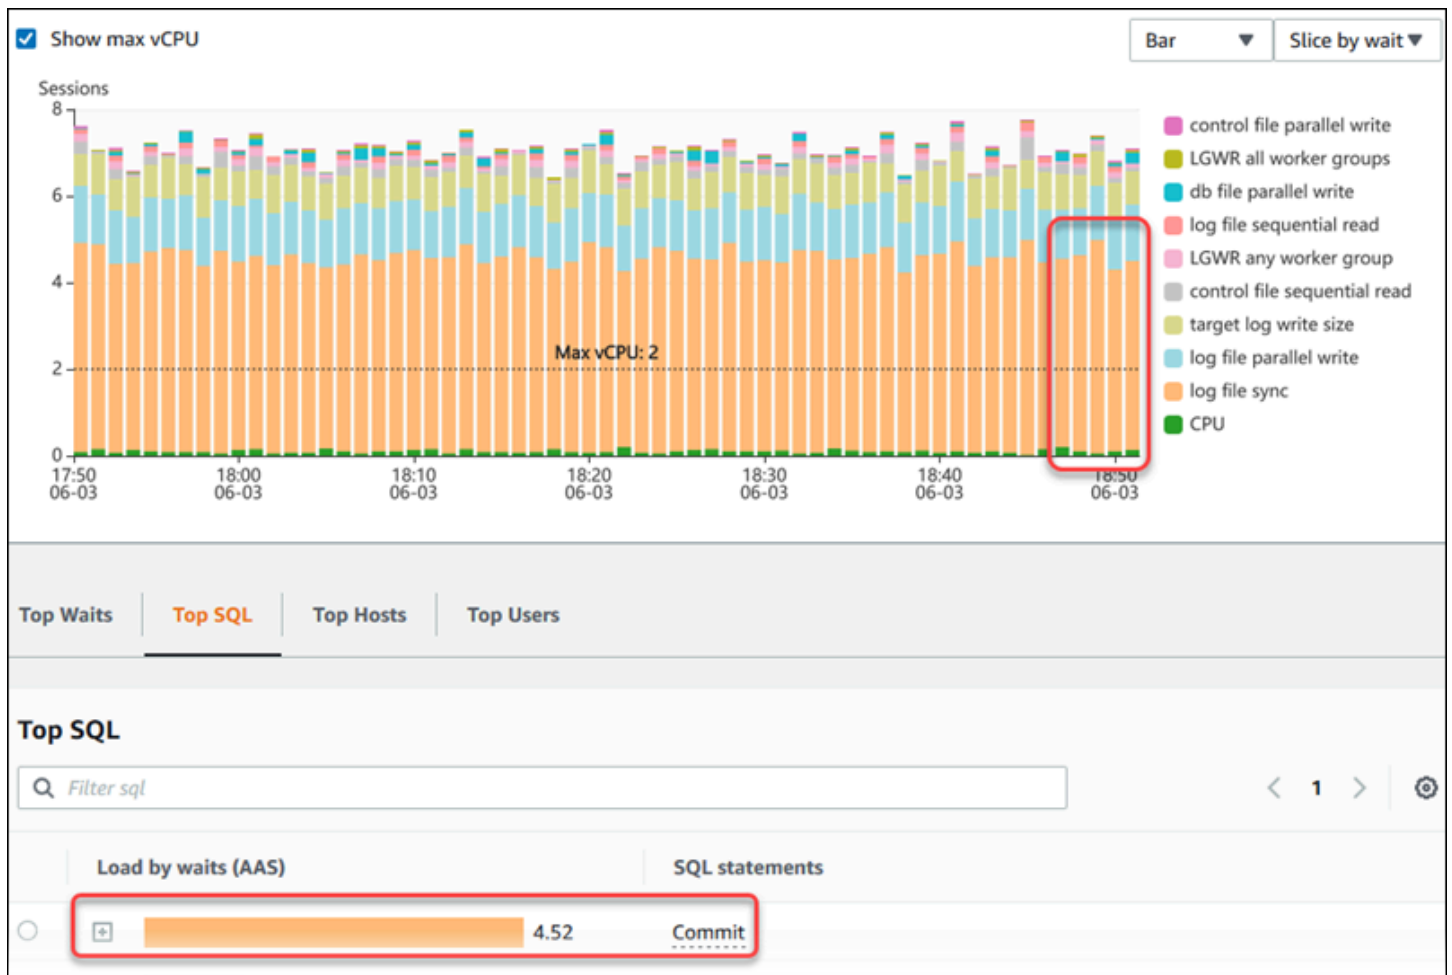 Show max vCPU
Bar
Slice by wait
Sessions
8
6
4
2
0
Max vCPU: 2
17:50 18:00 18:10 18:20 18:30 18:40 18:50
06-03 06-03 06-03 06-03 06-03 06-03 06-03
control file parallel write
LGWR all worker groups
db file parallel write
log file sequential read
LGWR any worker group
control file sequential read
target log write size
log file parallel write
log file sync
CPU
Top Waits Top SQL Top Hosts Top Users
Top SQL
Filter sql
1
Load by waits (AAS) SQL statements
4.52 Commit